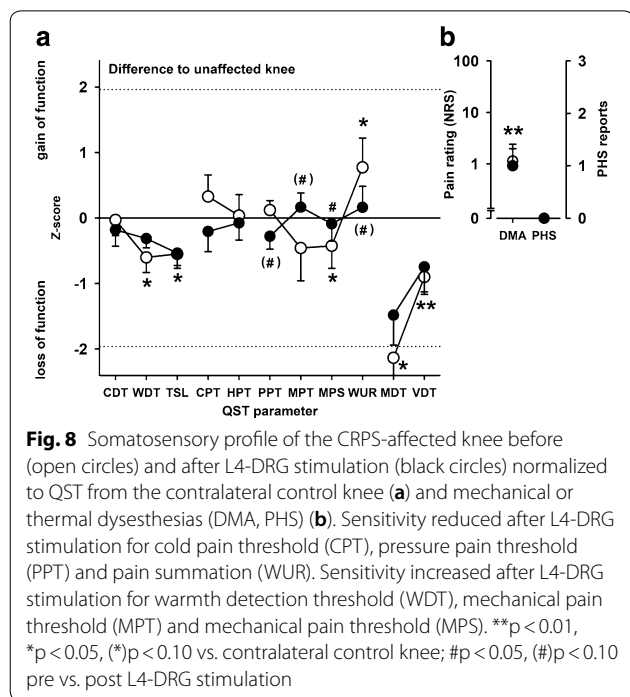 a
b
Difference to unaffected knee
gain of function
Z-score
loss of function
2
0
-1
-2
*
(#)
#
(#)
(#)
*
*
*
**
*
CDT WDT TSL CPT HPT PPT MPT MPS WUR MDT VDT
QST parameter
Pain rating (NRS)
100
10
1
0
**
3
2
1
0
PHS reports
DMA PHS
Fig. 8 Somatosensory profile of the CRPS-affected knee before
(open circles) and after L4-DRG stimulation (black circles) normalized
to QST from the contralateral control knee (a) and mechanical or
thermal dysesthesias (DMA, PHS) (b). Sensitivity reduced after L4-DRG
stimulation for cold pain threshold (CPT), pressure pain threshold
(PPT) and pain summation (WUR). Sensitivity increased after L4-DRG
stimulation for warmth detection threshold (WDT), mechanical pain
threshold (MPT) and mechanical pain threshold (MPS). **p < 0.01,
*p < 0.05, (*)p < 0.10 vs. contralateral control knee; #p < 0.05, (#)p < 0.10
pre vs. post L4-DRG stimulation